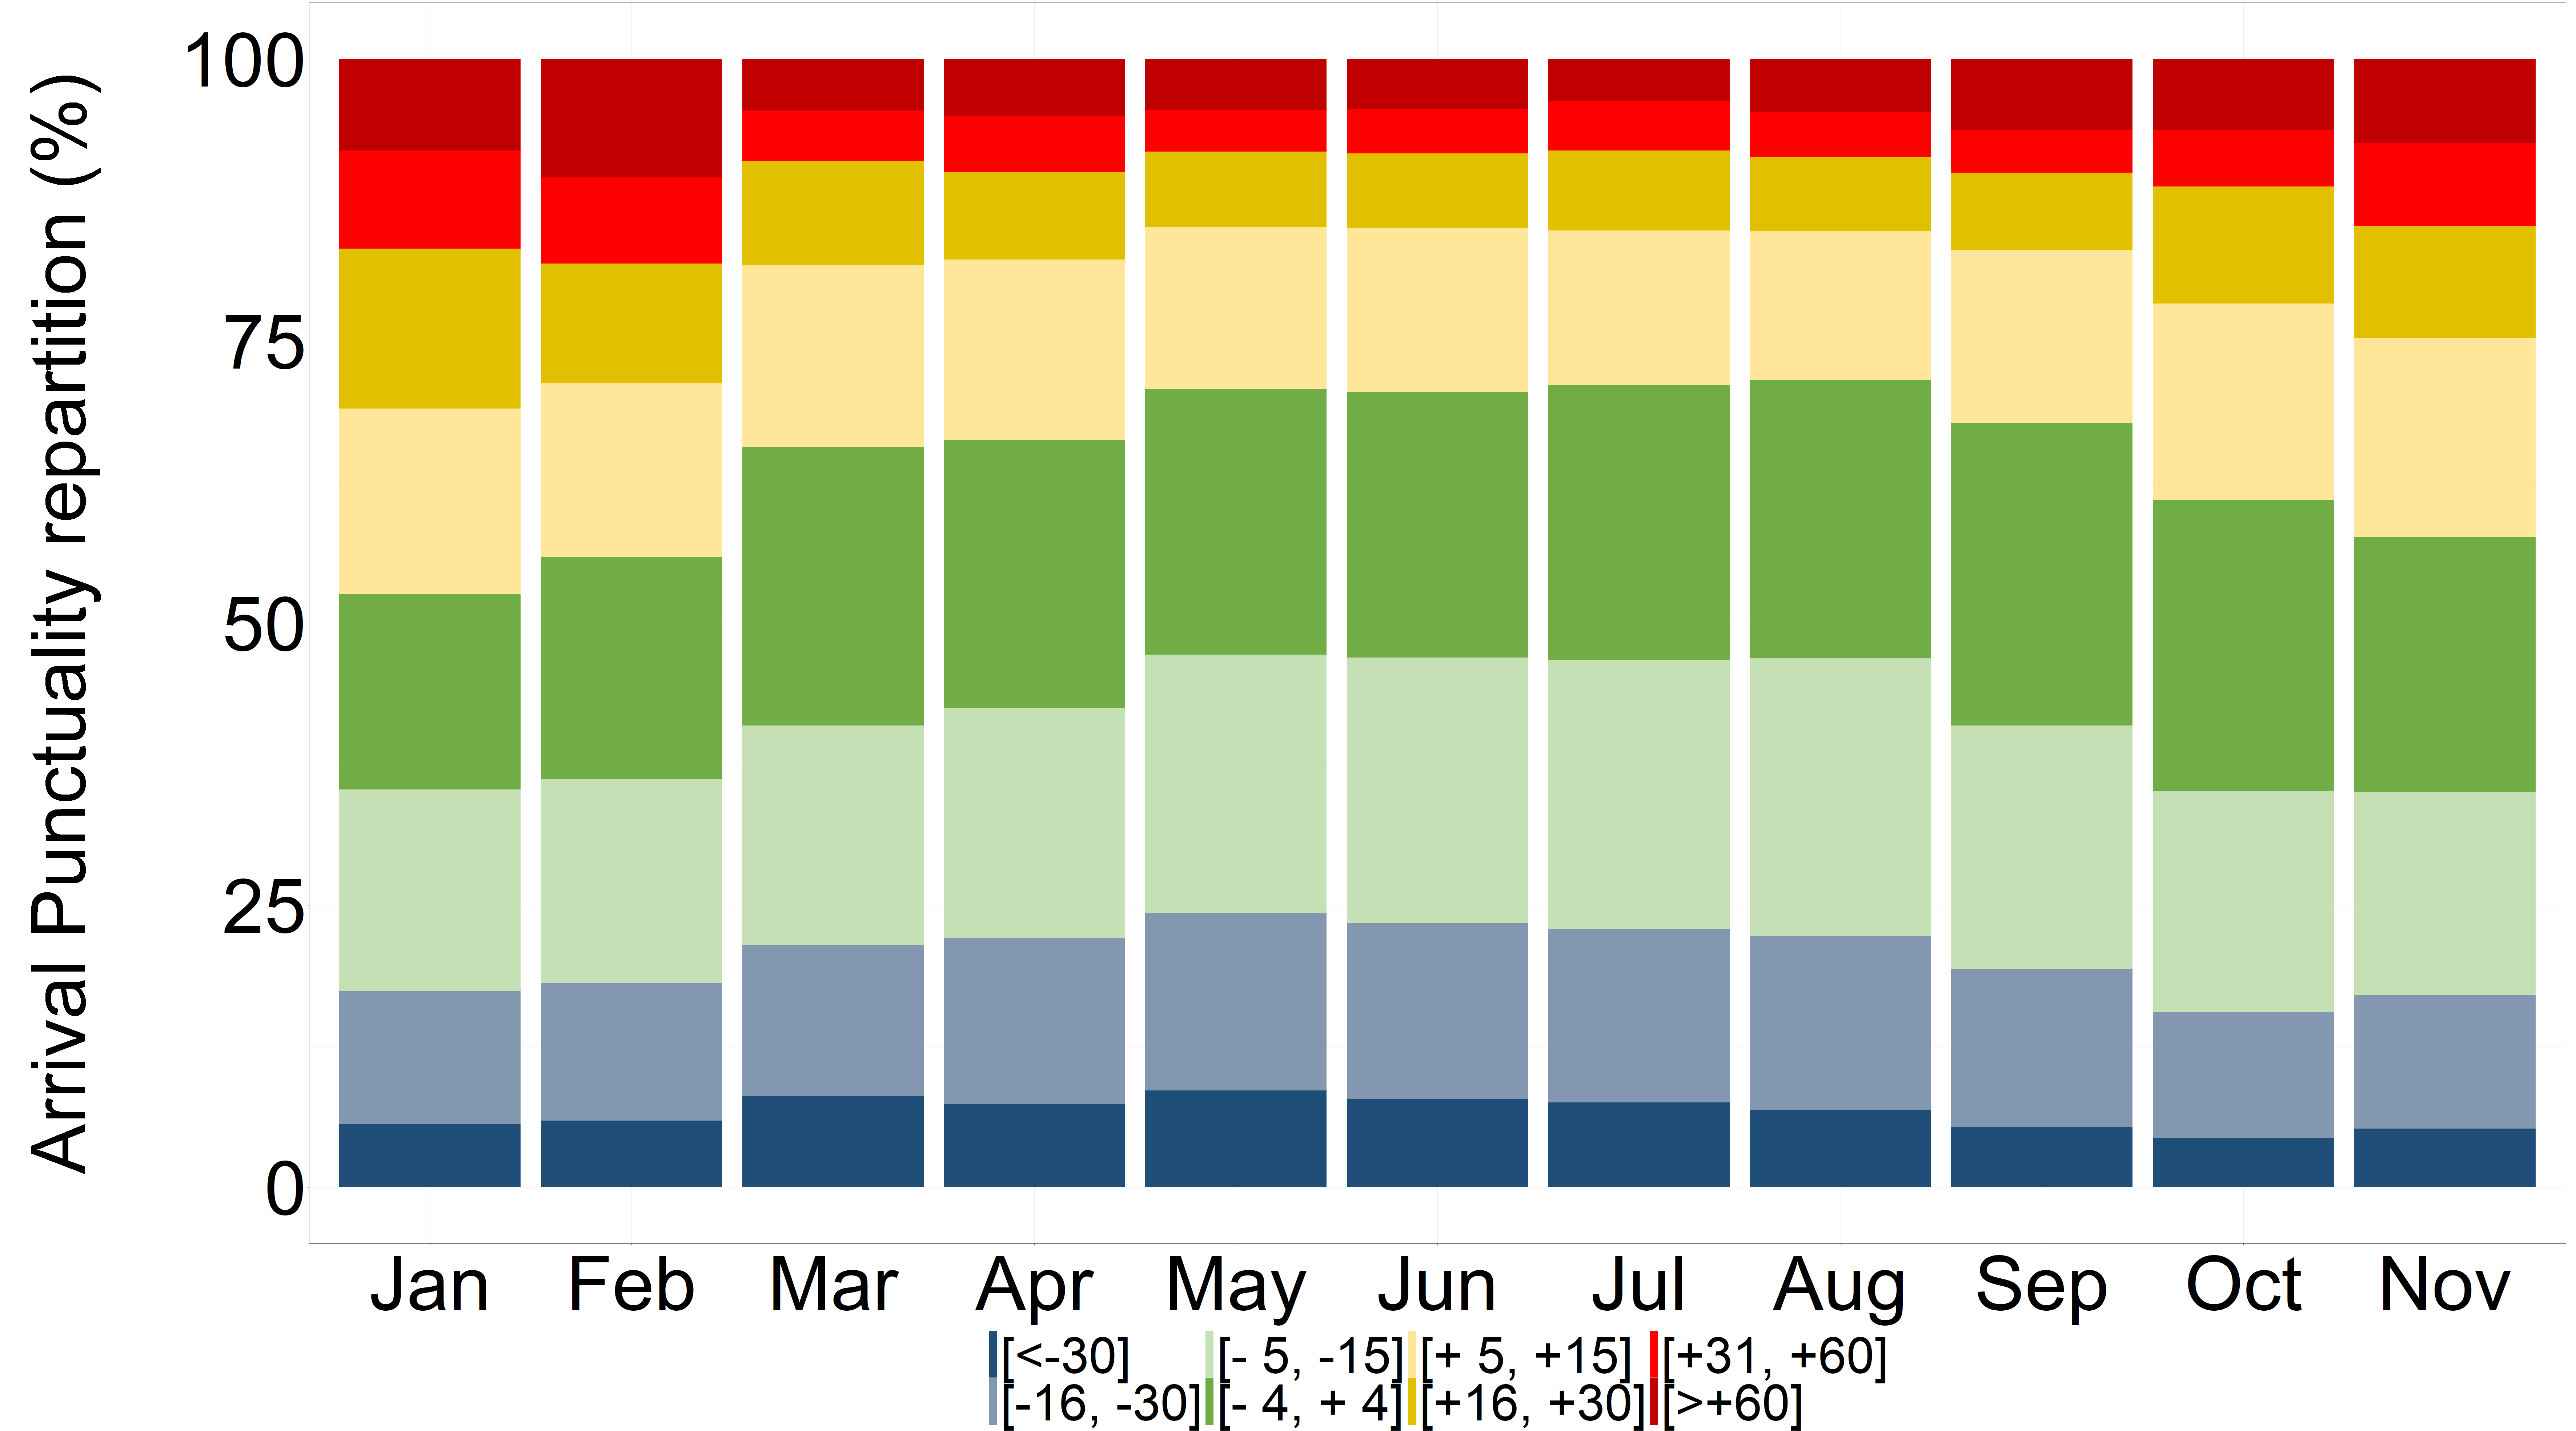 Arrival Punctuality repartition (%)
100
75
50
25
0
Jan Feb Mar Apr May Jun Jul Aug Sep Oct Nov
[<-30] [- 5, -15] [+ 5, +15] [+31, +60]
[-16, -30] [- 4, + 4] [+16, +30] [>+60]